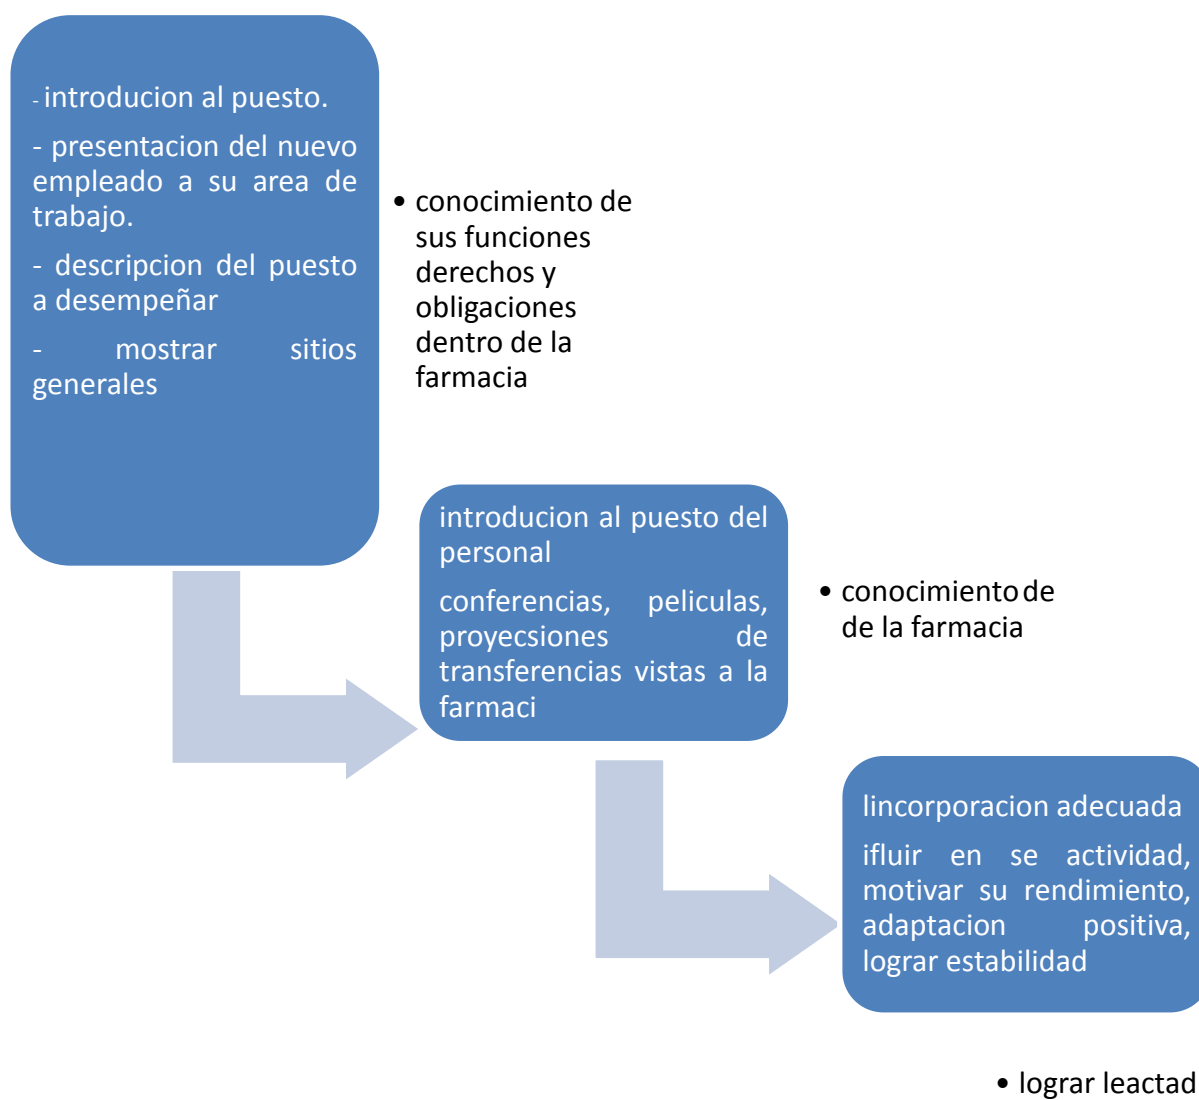 - introducion al puesto.
- presentacion del nuevo
empleado a su area de
trabajo.
- descripcion del puesto
a desempeñar
- mostrar sitios
generales
• conocimiento de
sus funciones
derechos y
obligaciones
dentro de la
farmacia
introducion al puesto del
personal
conferencias, peliculas,
proyecsiones de
transferencias vistas a la
farmaci
• conocimiento de
de la farmacia
lincorporacion adecuada
ifluir en se actividad,
motivar su rendimiento,
adaptacion positiva,
lograr estabilidad
• lograr leactad